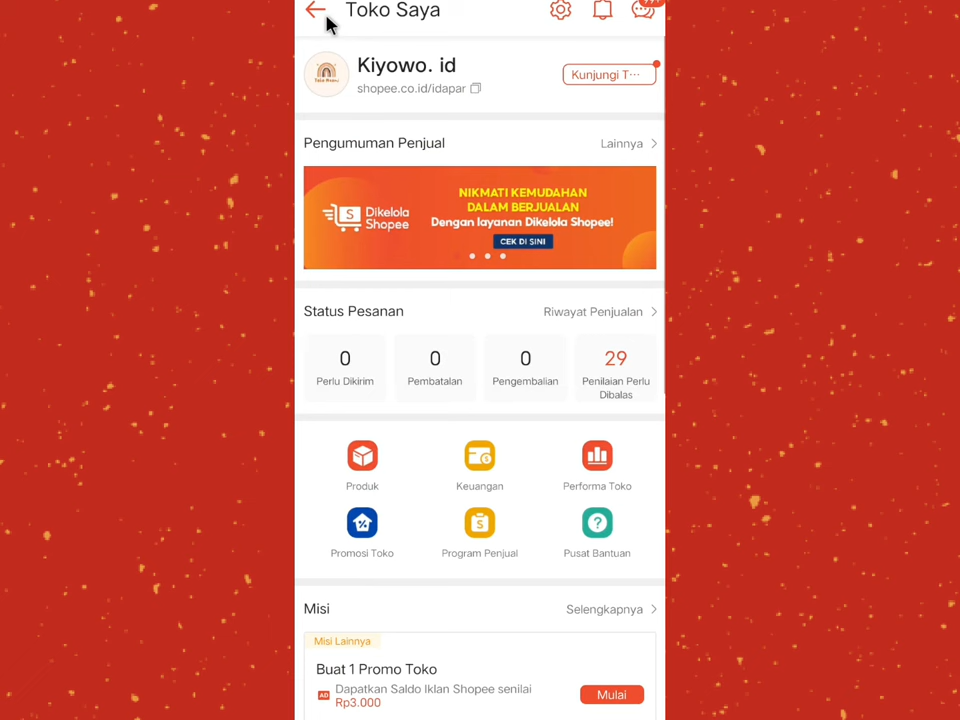 Toko Saya
Kiyowo. id
shopee.co.id/idapar
Kunjungi T···
Pengumuman Penjual
Lainnya
Dikelola
Shopee
NIKMATI KEMUDAHAN
DALAM BERJUALAN
Dengan layanan Dikelola Shopee!
CEK DI SINI
Status Pesanan
Riwayat Penjualan
0
0
0
29
Perlu Dikirim
Pembatalan
Pengembalian
Penilaian Perlu
Dibalas
Produk
Keuangan
Performa Toko
Promosi Toko
Program Penjual
Pusat Bantuan
Misi
Selengkapnya
Misi Lainnya
Buat 1 Promo Toko
AD
Dapatkan Saldo Iklan Shopee senilai
Rp3.000
Mulai